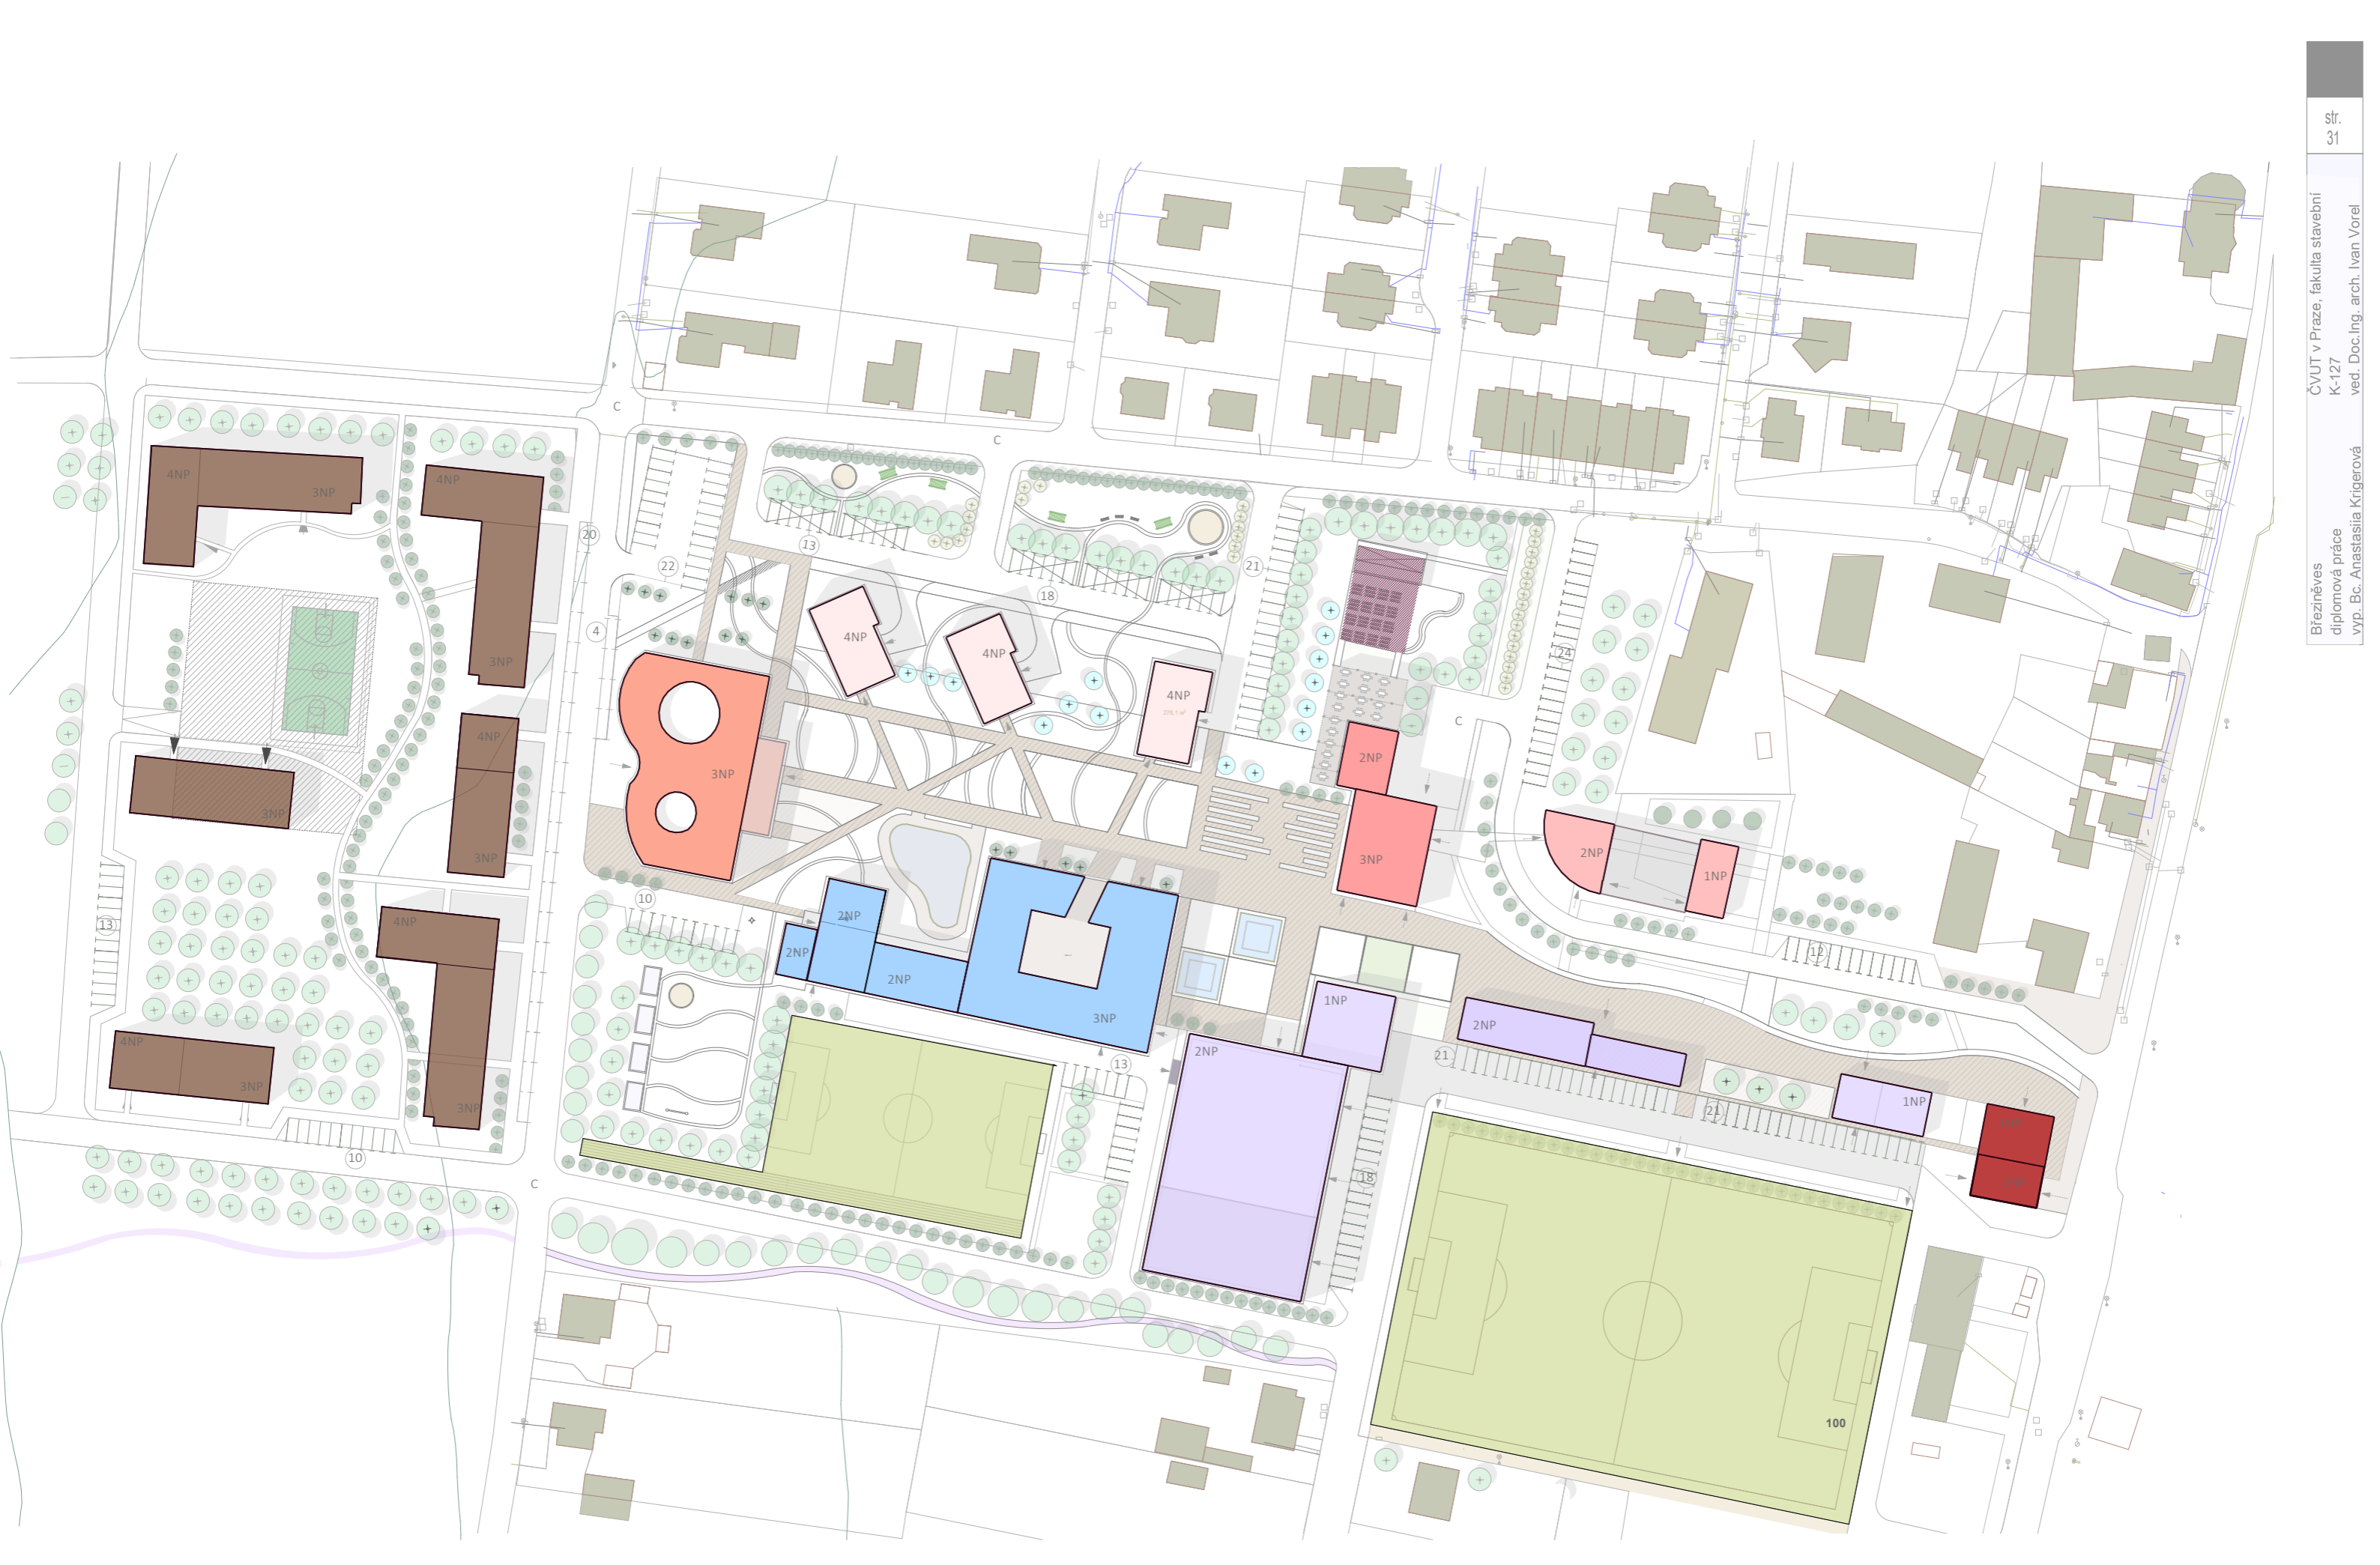 str.
31
ČVUT v Praze, fakulta stavební
K-127
ved. Doc.Ing. arch. Ivan Vorel
Březiněves
diplomová práce
vyp. Bc. Anastasiia Krigerová
C
C
4NP
3NP
4NP
20
13
22
21
18
4
4NP
4NP
24
3NP
4NP
C
4NP
2NP
3NP
3NP
3NP
3NP
2NP
3NP
1NP
10
13
4NP
2NP
2NP
12
2NP
1NP
2NP
3NP
4NP
2NP
21
13
3NP
3NP
21
1NP
10
C
18
100